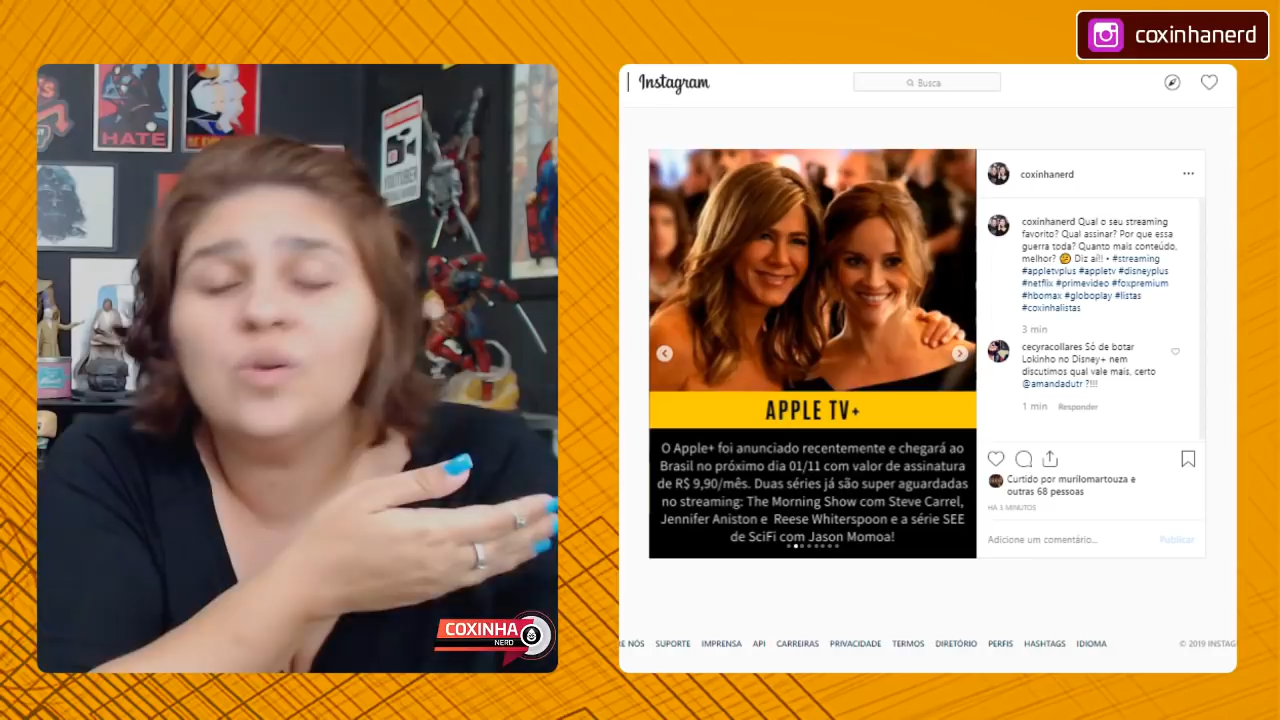 coxinhanerd
HATE
YOUTUBER
COXINHA
NERD
Instagram
Busca
coxinhanerd
coxinhanerd Qual o seu streaming
favorito? Qual assinar? Por que essa
guerra toda? Quanto mais conteúdo,
melhor? 🤔 Diz aí!! • #streaming
#appletvplus #appletv #disneyplus
#netflix #primevideo #foxpremium
#hbomax #globoplay #listas
#coxinhalistas
3 min
cecyracollares Só de botar
Lokinho no Disney+ nem
discutimos qual vale mais, certo
@amandadutr ?!!!
1 min Responder
APPLE TV+
O Apple+ foi anunciado recentemente e chegará ao
Brasil no próximo dia 01/11 com valor de assinatura
de R$ 9,90/mês. Duas séries já são super aguardadas
no streaming: The Morning Show com Steve Carrel,
Jennifer Aniston e Reese Whiterspoon e a série SEE
de SciFi com Jason Momoa!
Curtido por murilomartouza e
outras 68 pessoas
HÁ 3 MINUTOS
Adicione um comentário... Publicar
RE NÓS SUPORTE IMPRENSA API CARREIRAS PRIVACIDADE TERMOS DIRETÓRIO PERFIS HASHTAGS IDIOMA © 2019 INSTAG